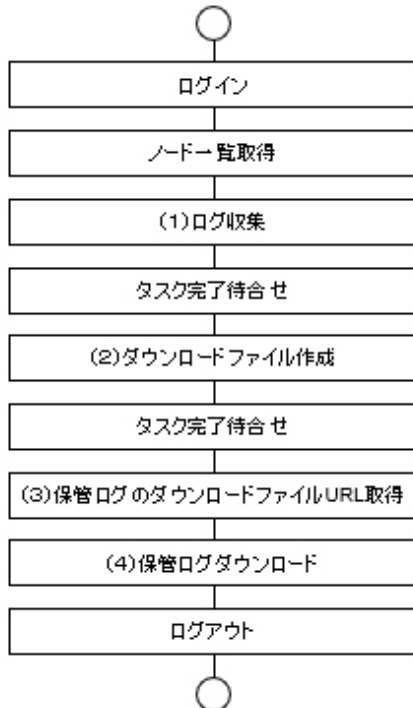 ログイン
ノード一覧取得
(1)ログ収集
タスク完了待合せ
(2)ダウンロードファイル作成
タスク完了待合せ
(3)保管ログのダウンロードファイルURL取得
(4)保管ログダウンロード
ログアウト